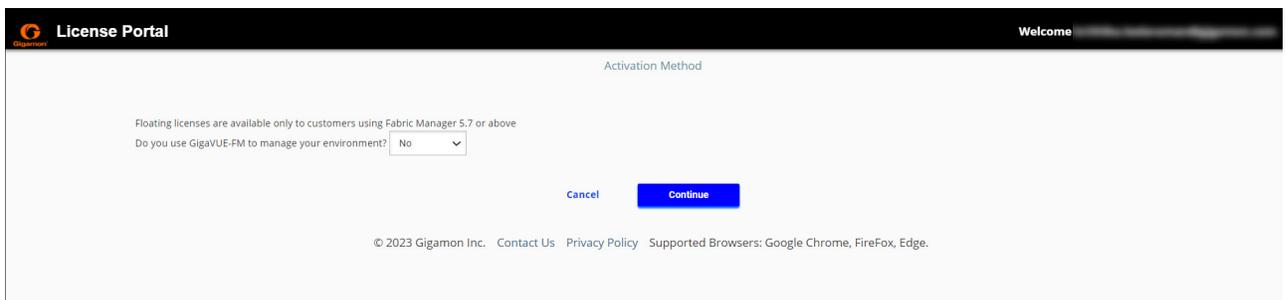 Gigamon
License Portal
Welcome
Activation Method
Floating licenses are available only to customers using Fabric Manager 5.7 or above
Do you use GigaVUE-FM to manage your environment? No
Cancel Continue
© 2023 Gigamon Inc. Contact Us Privacy Policy Supported Browsers: Google Chrome, FireFox, Edge.